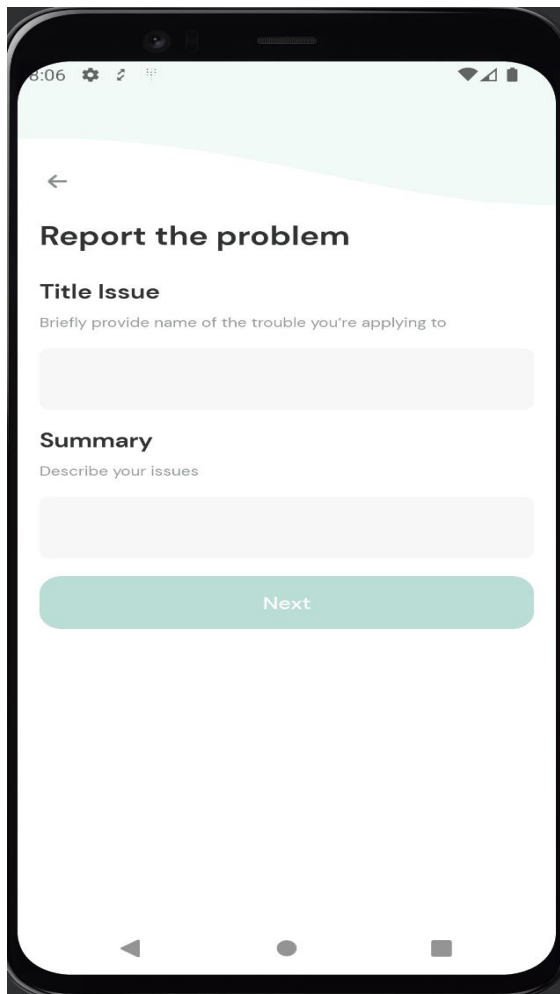 8:06
Report the problem
Title Issue
Briefly provide name of the trouble you're applying to
Summary
Describe your issues
Next